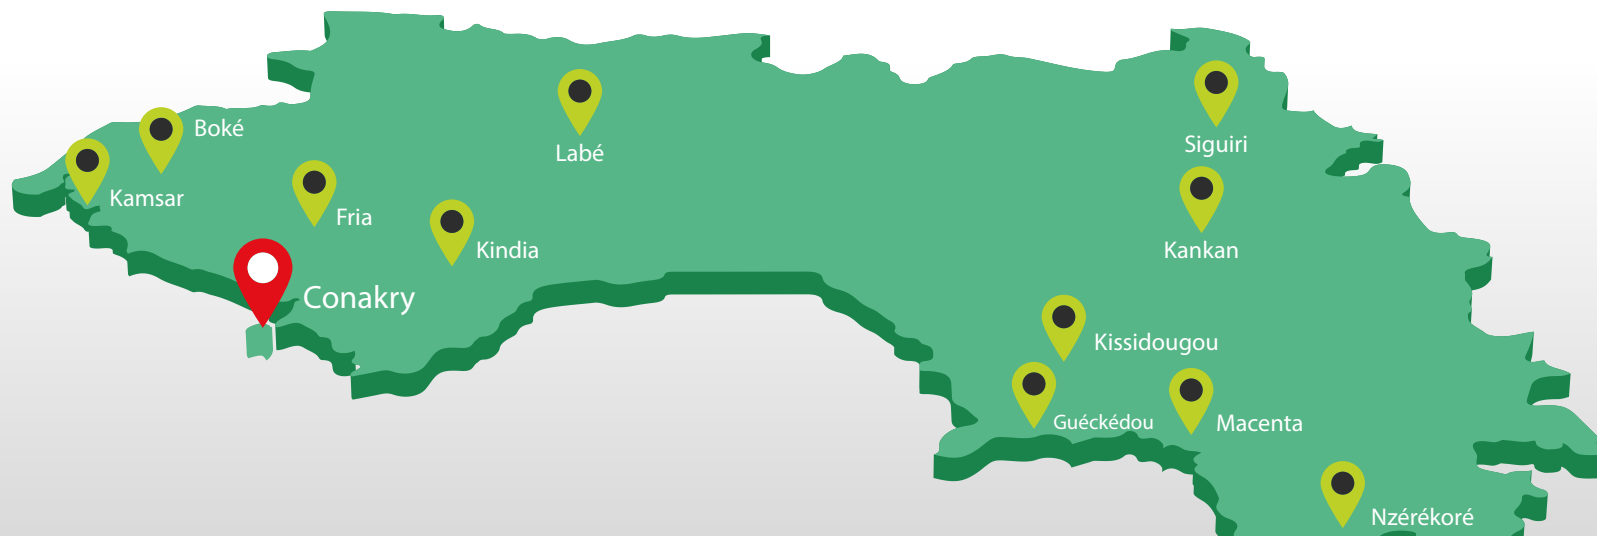 Boké
Siguiri
Labé
Kamsar
Fria
Kindia
Kankan
Conakry
Kissidougou
Guéckédou
Macenta
Nzérékoré